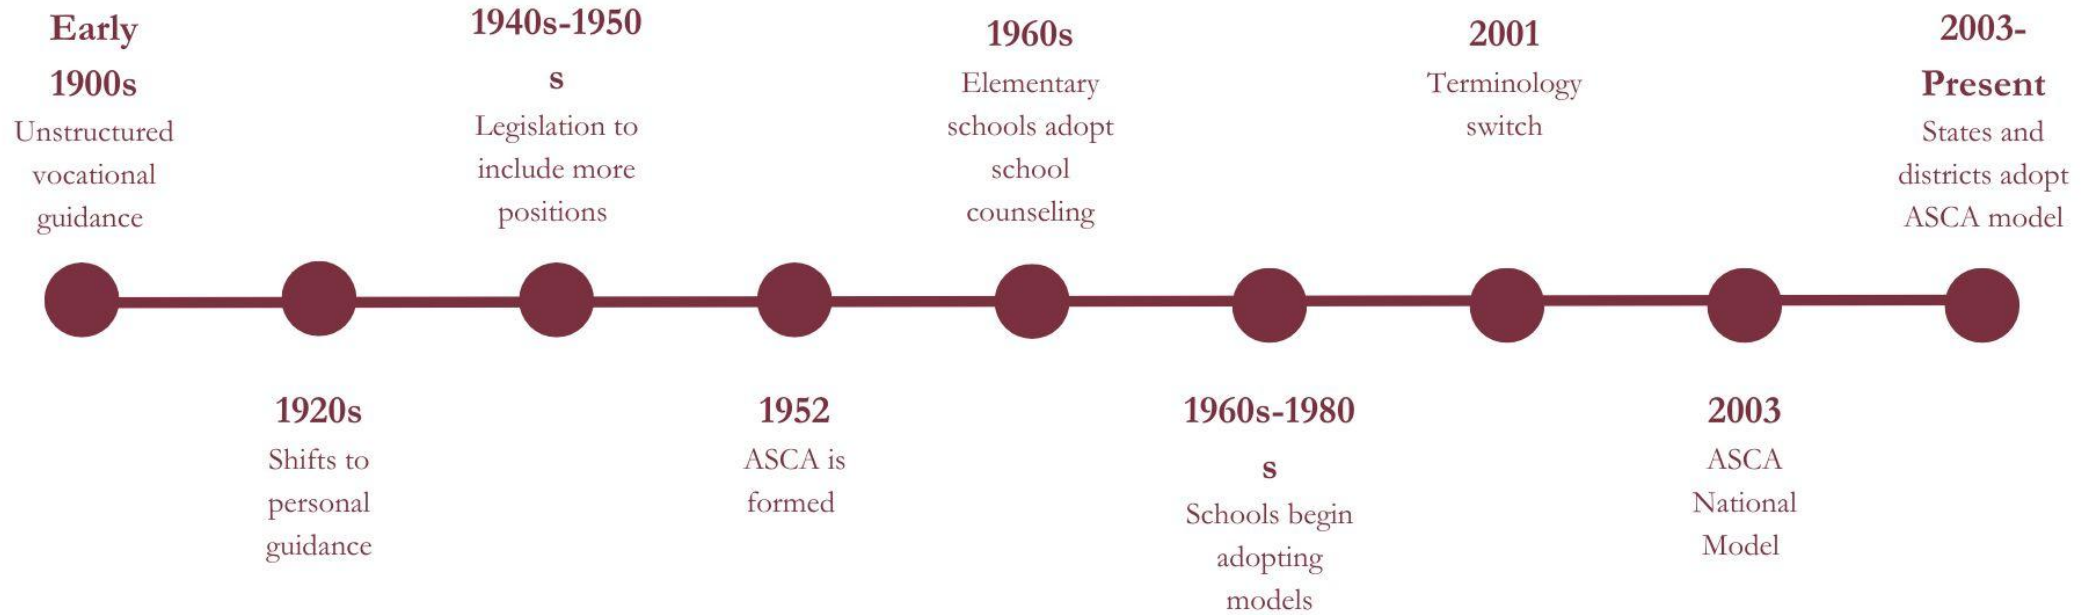 Early
1900s
Unstructured
vocational
guidance
1920s
Shifts to
personal
guidance
1940s-1950
s
Legislation to
include more
positions
1952
ASCA is
formed
1960s
Elementary
schools adopt
school
counseling
1960s-1980
s
Schools begin
adopting
models
2001
Terminology
switch
2003
ASCA
National
Model
2003-
Present
States and
districts adopt
ASCA model